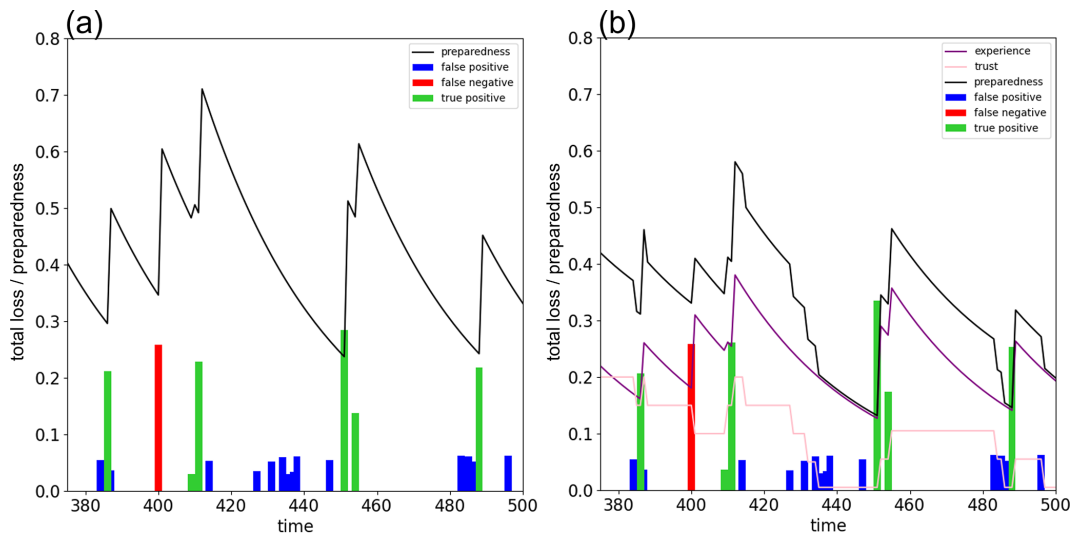 (a)
0.8
0.7
0.6
0.5
0.4
0.3
0.2
0.1
0.0
total loss / preparedness
preparedness
false positive
false negative
true positive
380 400 420 440 460 480 500
time
(b)
0.8
0.7
0.6
0.5
0.4
0.3
0.2
0.1
0.0
total loss / preparedness
experience
trust
preparedness
false positive
false negative
true positive
380 400 420 440 460 480 500
time